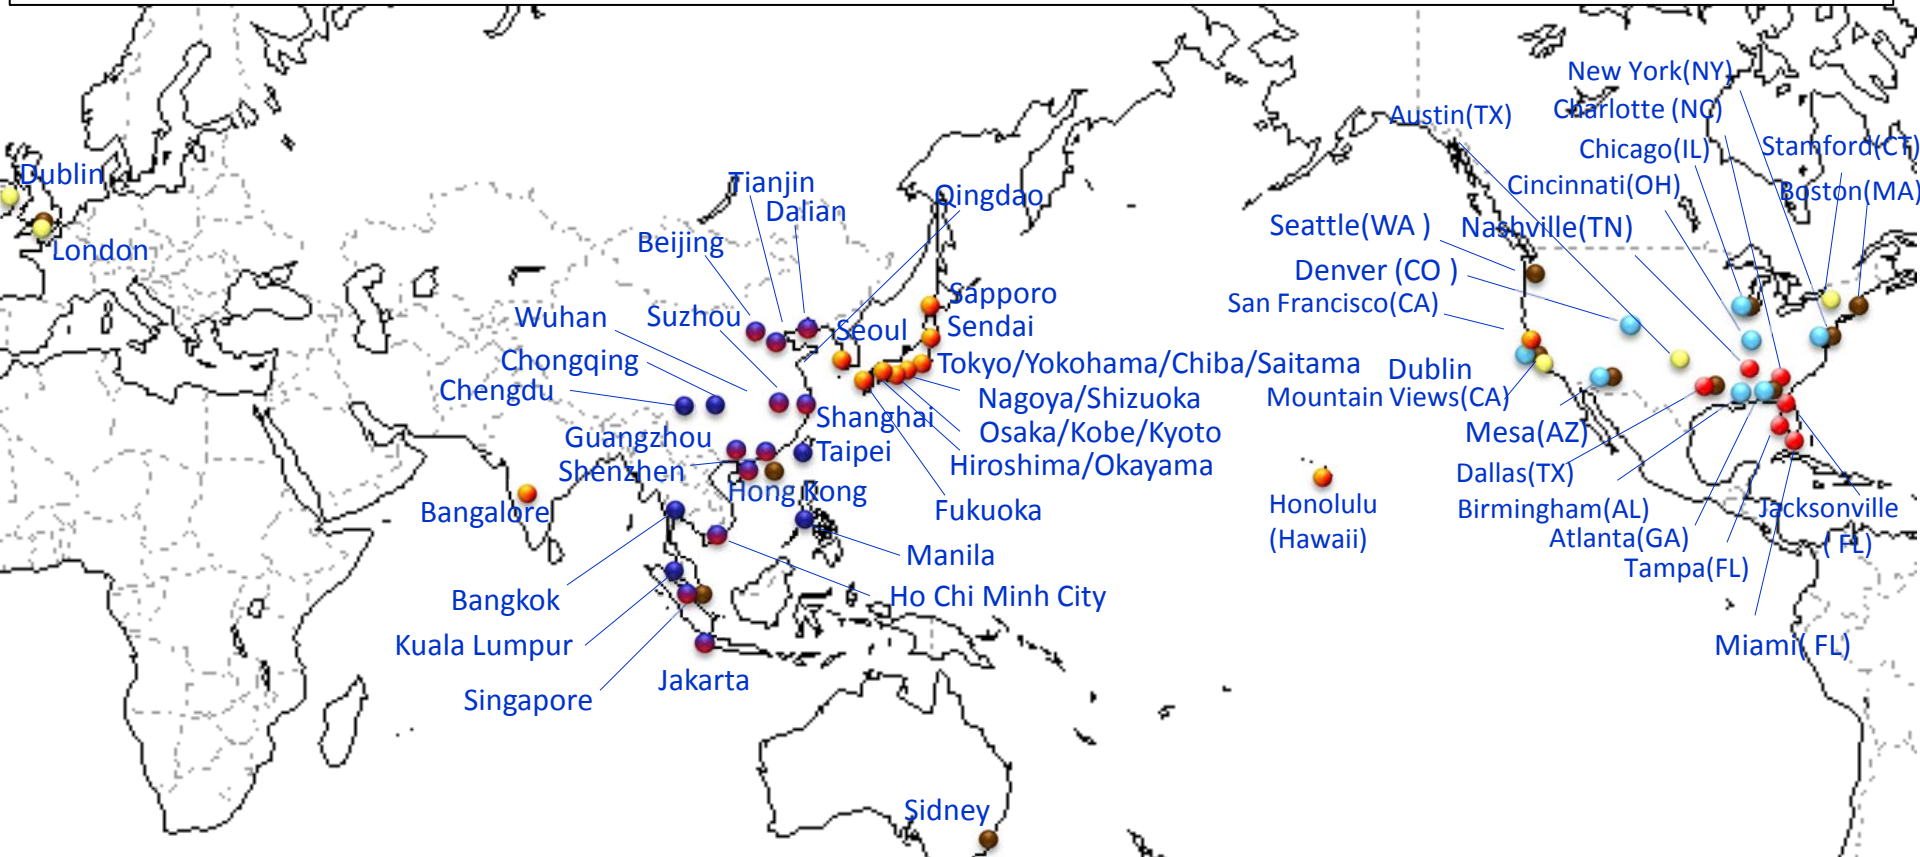 Dublin
London
Tianjin
Dalian
Qingdao
Beijing
Wuhan
Suzhou
Seoul
Sapporo
Sendai
Chongqing
Chengdu
Tokyo/Yokohama/Chiba/Saitama
Nagoya/Shizuoka
Shanghai
Osaka/Kobe/Kyoto
Guangzhou
Taipei
Shenzhen
Hiroshima/Okayama
Hong Kong
Bangalore
Fukuoka
Manila
Bangkok
Ho Chi Minh City
Kuala Lumpur
Jakarta
Singapore
Sidney
Honolulu
(Hawaii)
New York(NY)
Austin(TX)
Charlotte (NC)
Chicago(IL)
Stamford(CT)
Cincinnati(OH)
Boston(MA)
Seattle(WA )
Nashville(TN)
Denver (CO )
San Francisco(CA)
Dublin
Mountain Views(CA)
Mesa(AZ)
Dallas(TX)
Birmingham(AL)
Jacksonville
( FL)
Atlanta(GA)
Tampa(FL)
Miami( FL)